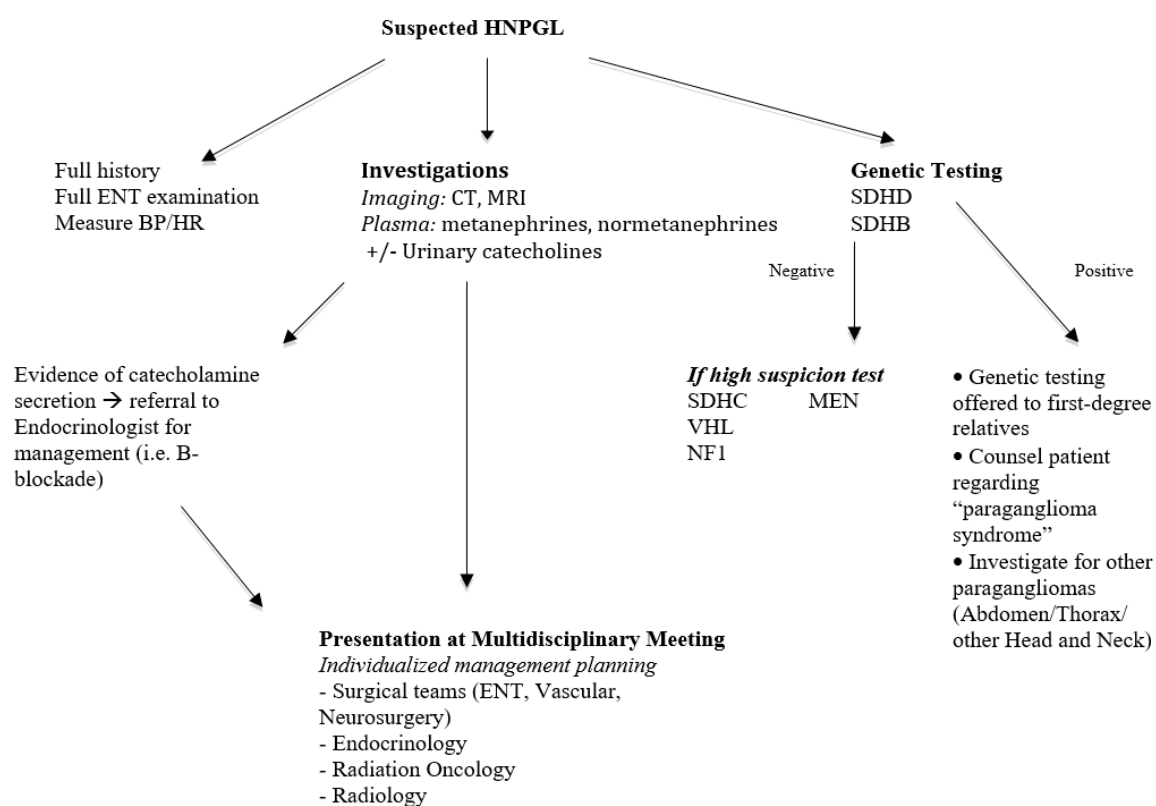 Suspected HNPGL
Full history
Full ENT examination
Measure BP/HR
Investigations
Imaging: CT, MRI
Plasma: metanephrines, normetanephrines
+/- Urinary catecholines
Genetic Testing
SDHD
SDHB
Negative
Positive
Evidence of catecholamine
secretion → referral to
Endocrinologist for
management (i.e. B-
blockade)
If high suspicion test
SDHC MEN
VHL
NF1
• Genetic testing
offered to first-degree
relatives
• Counsel patient
regarding
“paraganglioma
syndrome”
• Investigate for other
paragangliomas
(Abdomen/Thorax/
other Head and Neck)
Presentation at Multidisciplinary Meeting
Individualized management planning
- Surgical teams (ENT, Vascular,
Neurosurgery)
- Endocrinology
- Radiation Oncology
- Radiology